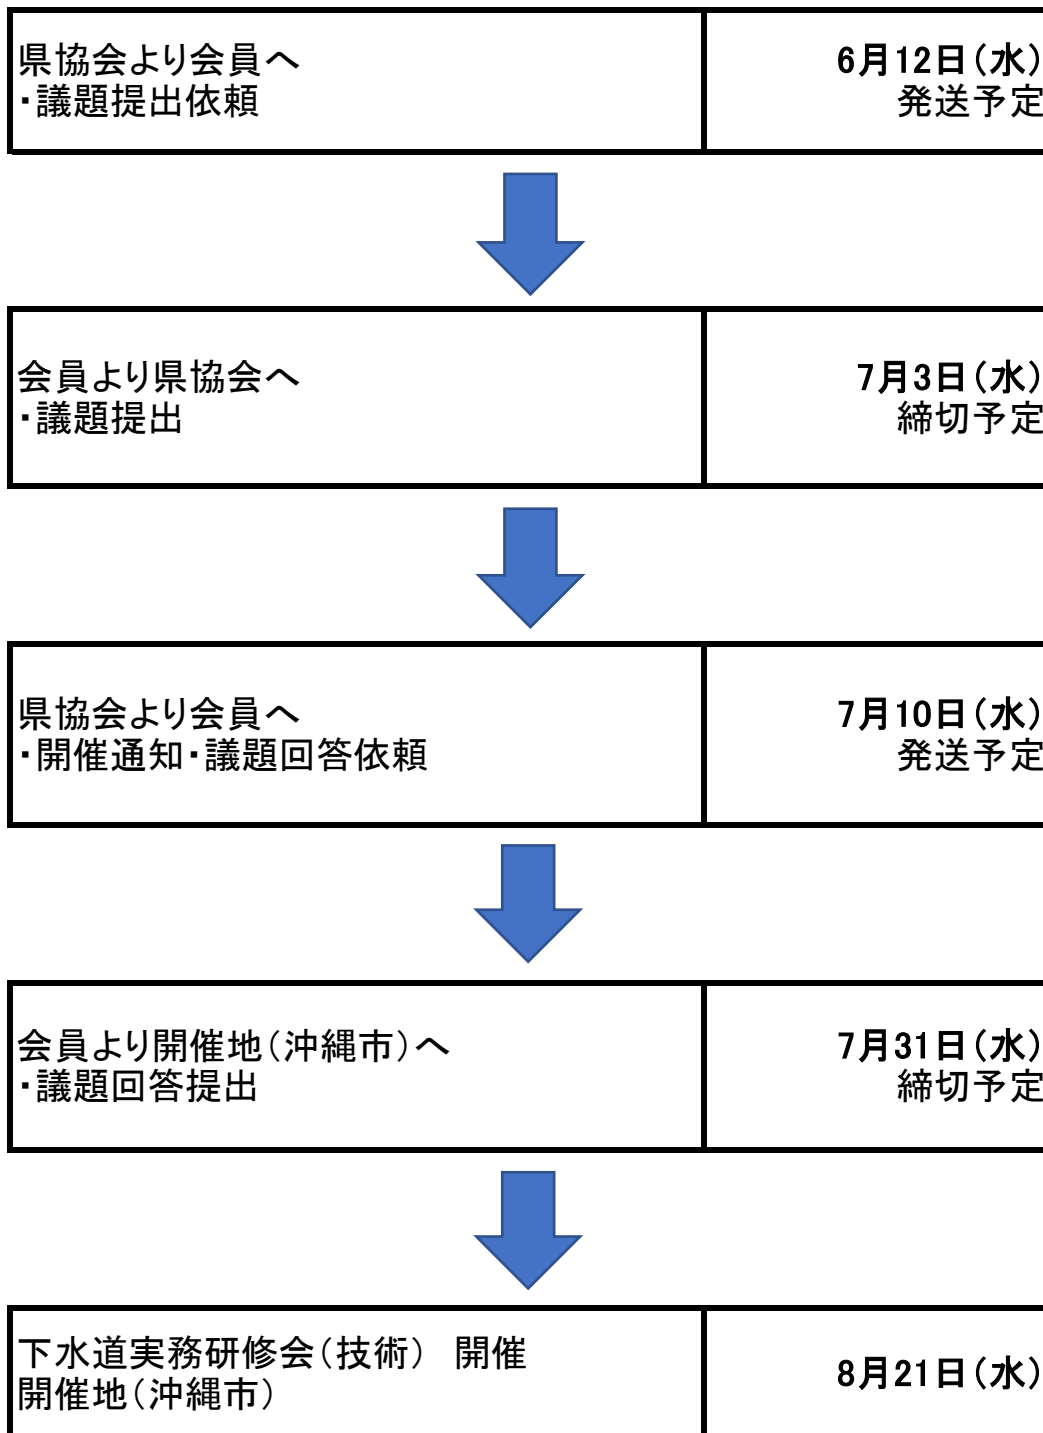 県協会より会員へ
・議題提出依頼
6月12日(水)
発送予定
会員より県協会へ
・議題提出
7月3日(水)
締切予定
県協会より会員へ
・開催通知・議題回答依頼
7月10日(水)
発送予定
会員より開催地(沖縄市)へ
・議題回答提出
7月31日(水)
締切予定
下水道実務研修会(技術)　開催
開催地(沖縄市)
8月21日(水)